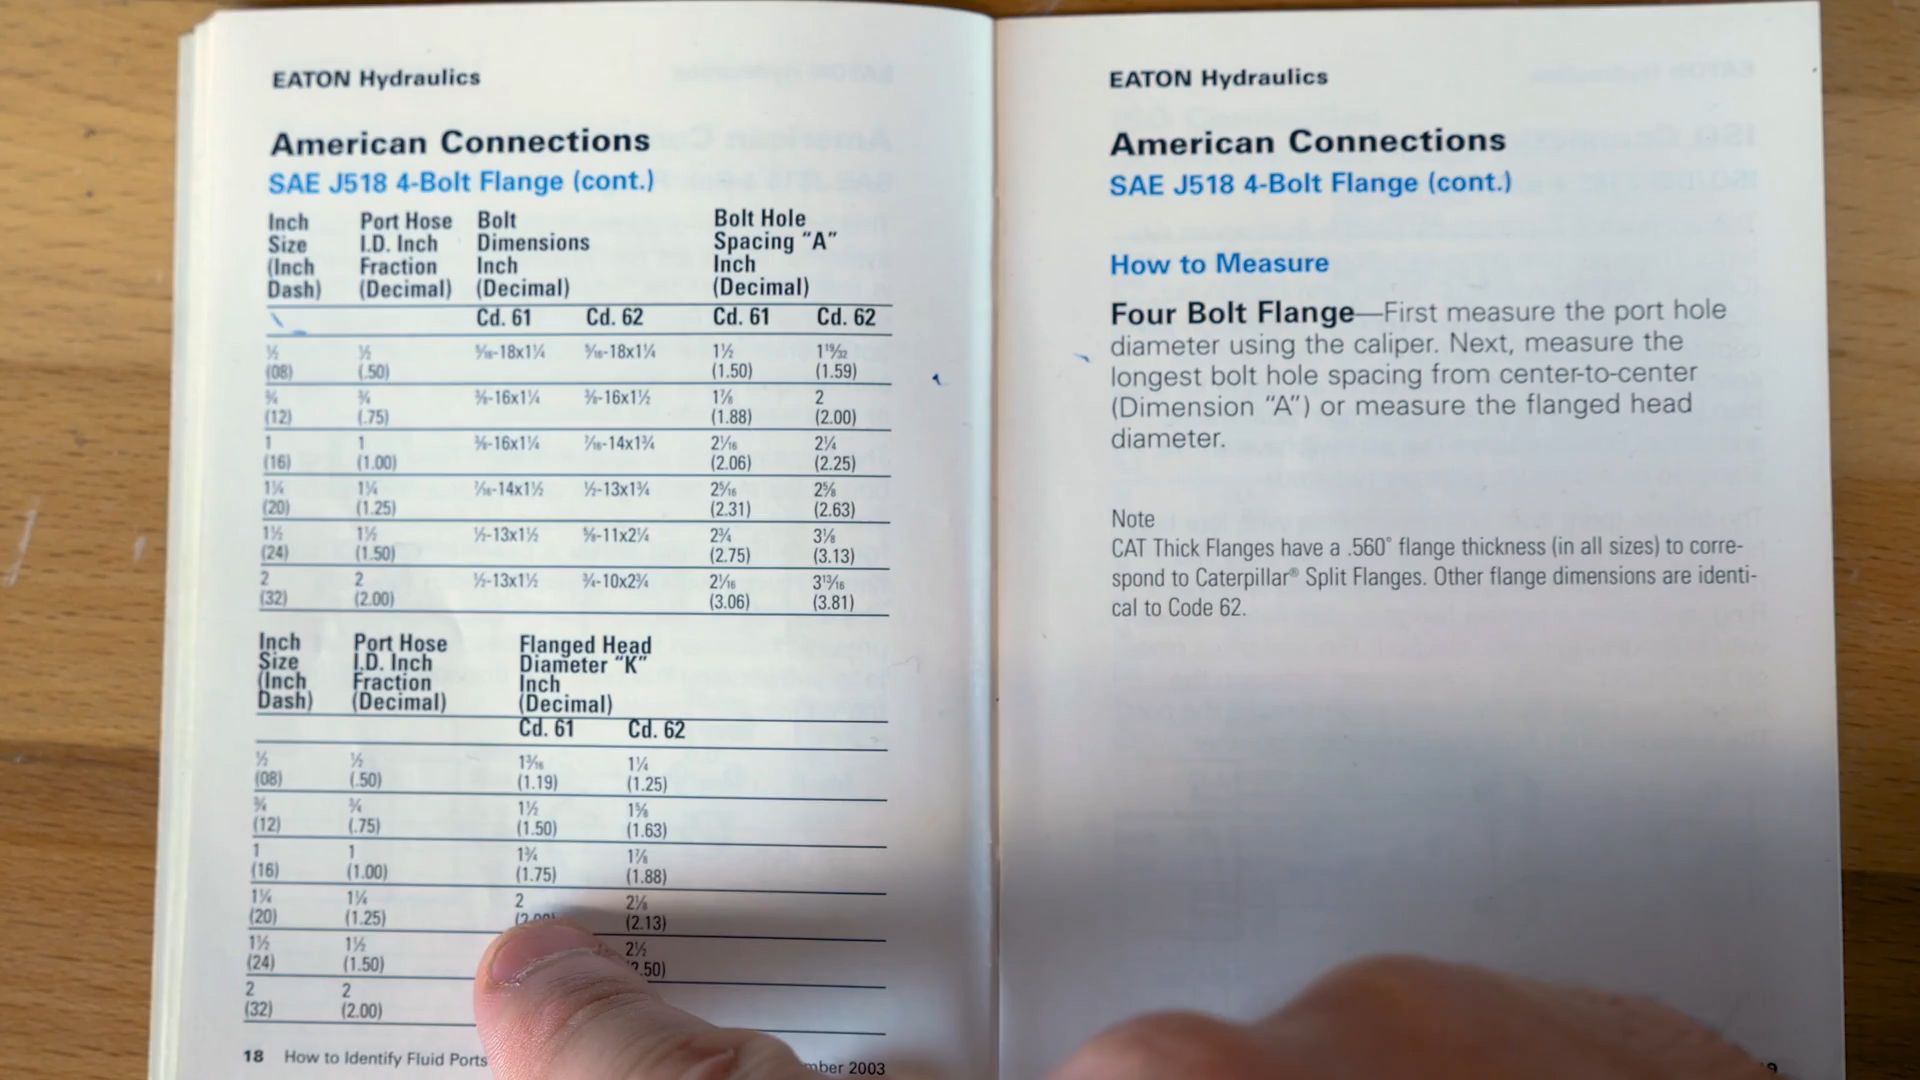 EATON Hydraulics
American Connections
SAE J518 4-Bolt Flange (cont.)
Inch Port Hose Bolt Bolt Hole
Size I.D. Inch Dimensions Spacing "A"
(Inch Fraction Inch Inch
Dash) (Decimal) (Decimal) (Decimal)
Cd. 61 Cd. 62 Cd. 61 Cd. 62
½ ½ 5/16-18x1¼ 5/16-18x1¼ 1½ 1 19/32
(08) (.50) (1.50) (1.59)
¾ ¾ ⅜-16x1¼ ⅜-16x1½ 1⅞ 2
(12) (.75) (1.88) (2.00)
1 1 ⅜-16x1¼ 7/16-14x1¾ 2 1/16 2¼
(16) (1.00) (2.06) (2.25)
1¼ 1¼ 7/16-14x1½ ½-13x1¾ 2 5/16 2⅝
(20) (1.25) (2.31) (2.63)
1½ 1½ ½-13x1½ ⅝-11x2¼ 2¾ 3⅛
(24) (1.50) (2.75) (3.13)
2 2 ½-13x1½ ¾-10x2¾ 2 1/16 3 13/16
(32) (2.00) (3.06) (3.81)
Inch Port Hose Flanged Head
Size I.D. Inch Diameter "K"
(Inch Fraction Inch
Dash) (Decimal) (Decimal)
Cd. 61 Cd. 62
½ ½ 1 3/16 1¼
(08) (.50) (1.19) (1.25)
¾ ¾ 1½ 1⅝
(12) (.75) (1.50) (1.63)
1 1 1¾ 1⅞
(16) (1.00) (1.75) (1.88)
1¼ 1¼ 2 2⅛
(20) (1.25) (2.00) (2.13)
1½ 1½ 2½
(24) (1.50) .50)
2 2
(32) (2.00)
18 How to Identify Fluid Ports
2003
EATON Hydraulics
American Connections
SAE J518 4-Bolt Flange (cont.)
How to Measure
Four Bolt Flange—First measure the port hole
diameter using the caliper. Next, measure the
longest bolt hole spacing from center-to-center
(Dimension "A") or measure the flanged head
diameter.
Note
CAT Thick Flanges have a .560˚ flange thickness (in all sizes) to corre-
spond to Caterpillar® Split Flanges. Other flange dimensions are identi-
cal to Code 62.